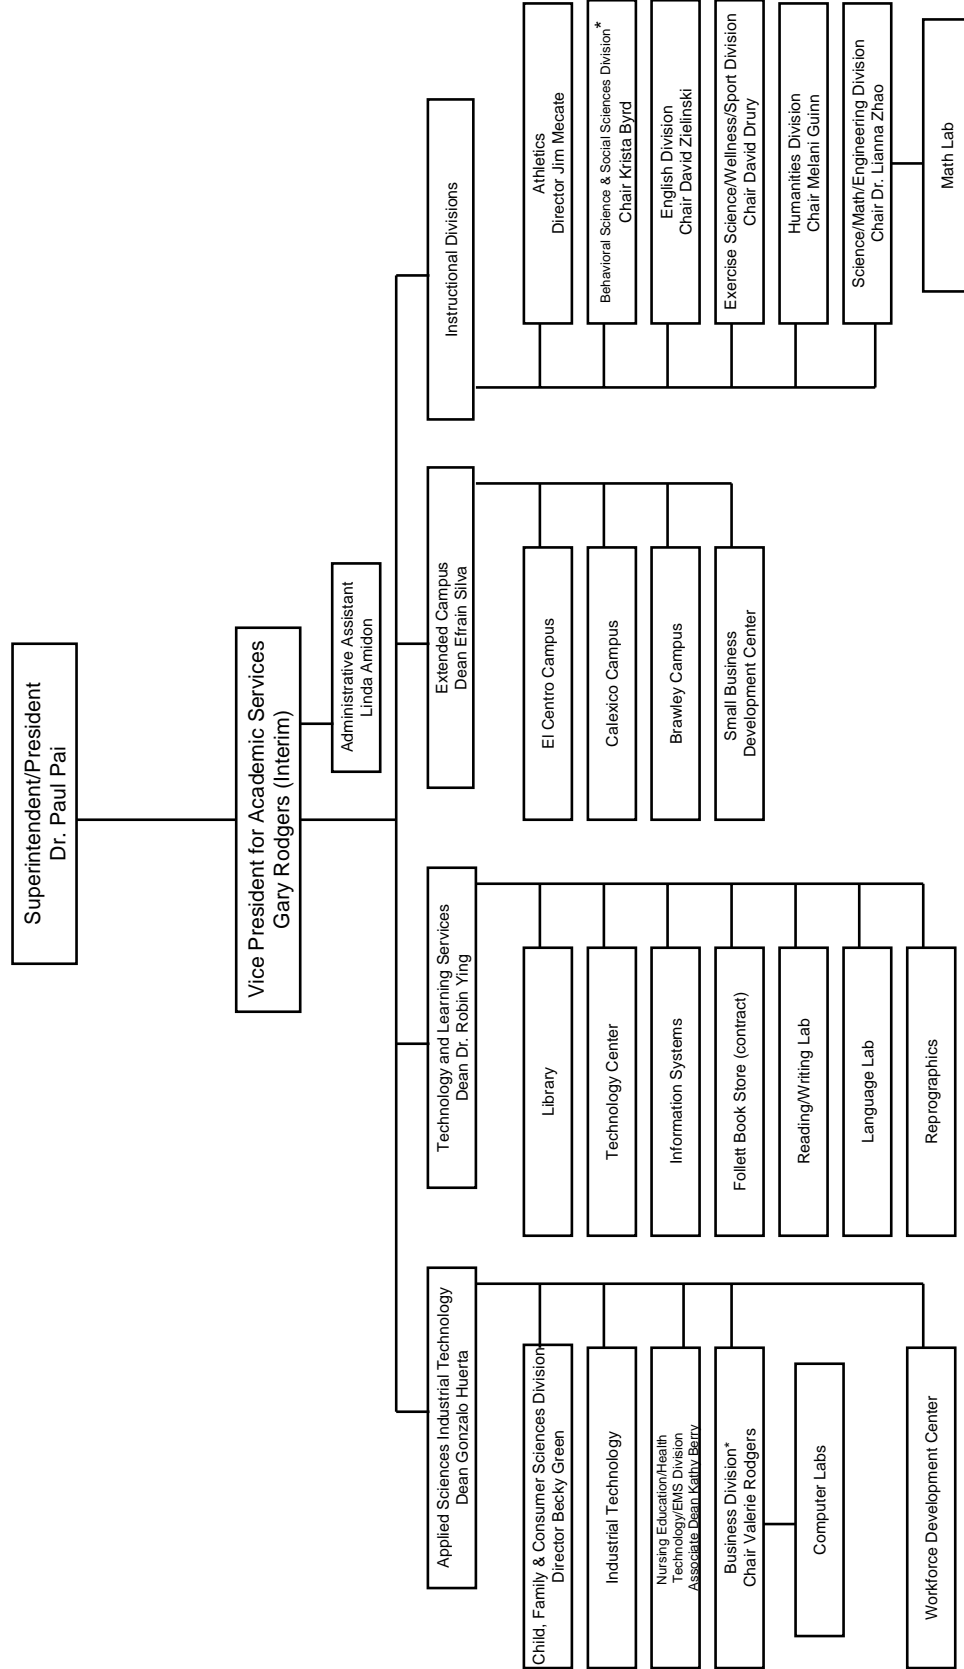 Superintendent/President
Dr. Paul Pai
Vice President for Academic Services
Gary Rodgers (Interim)
Administrative Assistant
Linda Amidon
Applied Sciences Industrial Technology
Dean Gonzalo Huerta
Child, Family & Consumer Sciences Division
Director Becky Green
Industrial Technology
Nursing Education/Health
Technology/EMS Division
Associate Dean Kathy Berry
Business Division*
Chair Valerie Rodgers
Computer Labs
Workforce Development Center
Technology and Learning Services
Dean Dr. Robin Ying
Library
Technology Center
Information Systems
Follett Book Store (contract)
Reading/Writing Lab
Language Lab
Reprographics
Extended Campus
Dean Efrain Silva
El Centro Campus
Calexico Campus
Brawley Campus
Small Business
Development Center
Instructional Divisions
Athletics
Director Jim Mecate
Behavioral Science & Social Sciences Division*
Chair Krista Byrd
English Division
Chair David Zielinski
Exercise Science/Wellness/Sport Division
Chair David Drury
Humanities Division
Chair Melani Guinn
Science/Math/Engineering Division
Chair Dr. Lianna Zhao
Math Lab